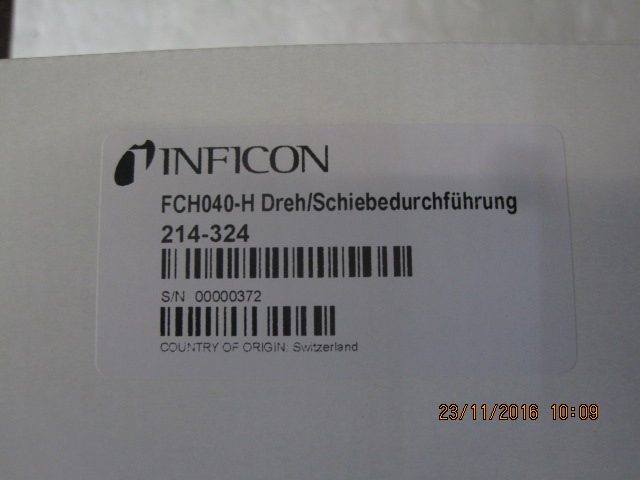 INFICON
FCH040-H Dreh/Schiebedurchführung
214-324
S/N 00000372
COUNTRY OF ORIGIN: Switzerland
23/11/2016 10:09